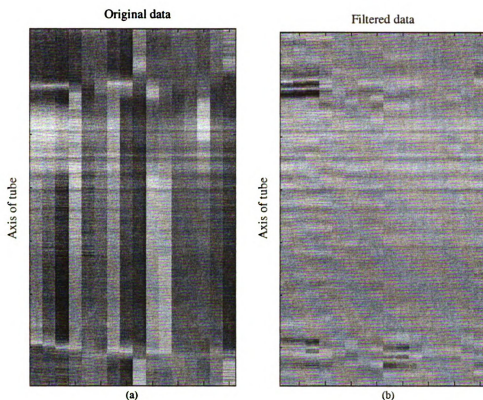 Original data
Filtered data
Axis of tube
Axis of tube
(a)
(b)